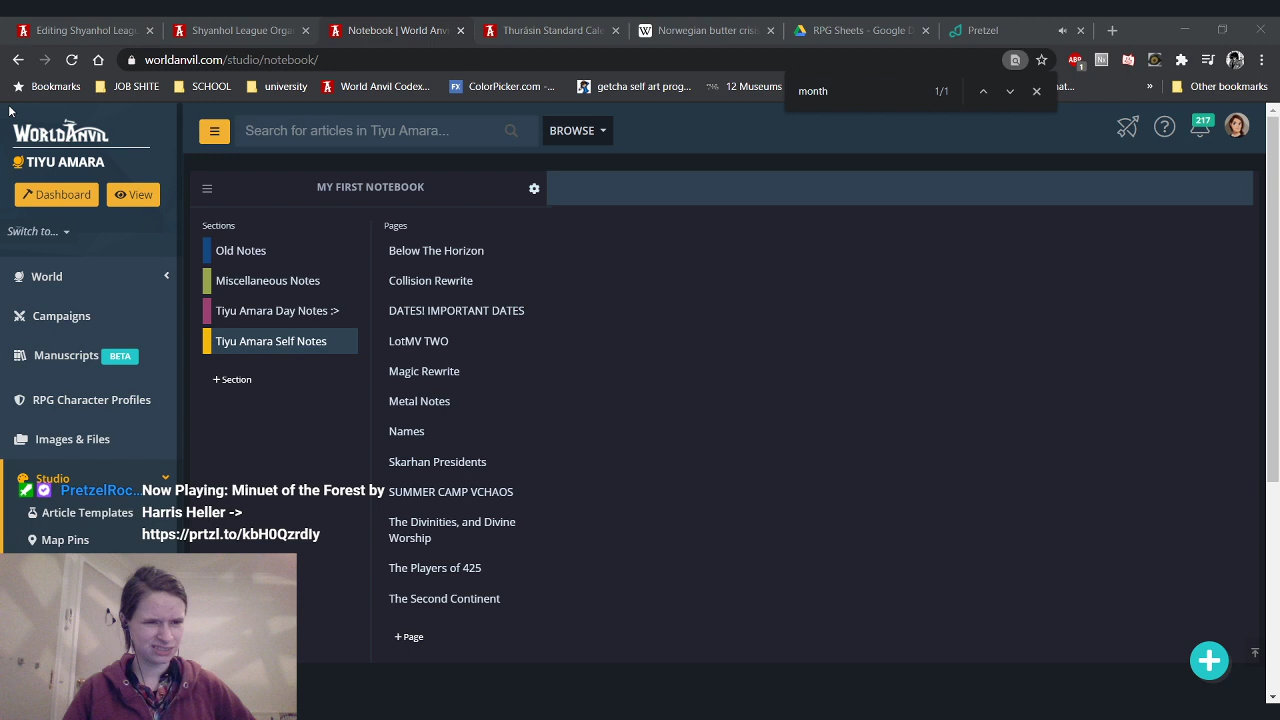 Editing Shyanhol Leagu
Shyanhol League Orga
Notebook | World Anvi
Thurásin Standard Cale
Norwegian butter crisi
RPG Sheets - Google D
Pretzel
worldanvil.com/studio/notebook/
Bookmarks
JOB SHITE
SCHOOL
university
World Anvil Codex...
ColorPicker.com -...
getcha self art prog...
12 Museums
mat...
Other bookmarks
month
1/1
WORLDANVIL
TIYU AMARA
Dashboard
View
Switch to...
Search for articles in Tiyu Amara...
BROWSE
217
World
Campaigns
Manuscripts BETA
RPG Character Profiles
Images & Files
Studio
Article Templates
Map Pins
MY FIRST NOTEBOOK
Sections
Old Notes
Miscellaneous Notes
Tiyu Amara Day Notes :>
Tiyu Amara Self Notes
+ Section
Pages
Below The Horizon
Collision Rewrite
DATES! IMPORTANT DATES
LotMV TWO
Magic Rewrite
Metal Notes
Names
Skarhan Presidents
SUMMER CAMP VCHAOS
The Divinities, and Divine
Worship
The Players of 425
The Second Continent
+ Page
PretzelRoc... Now Playing: Minuet of the Forest by
Harris Heller ->
https://prtzl.to/kbH0QzrdIy